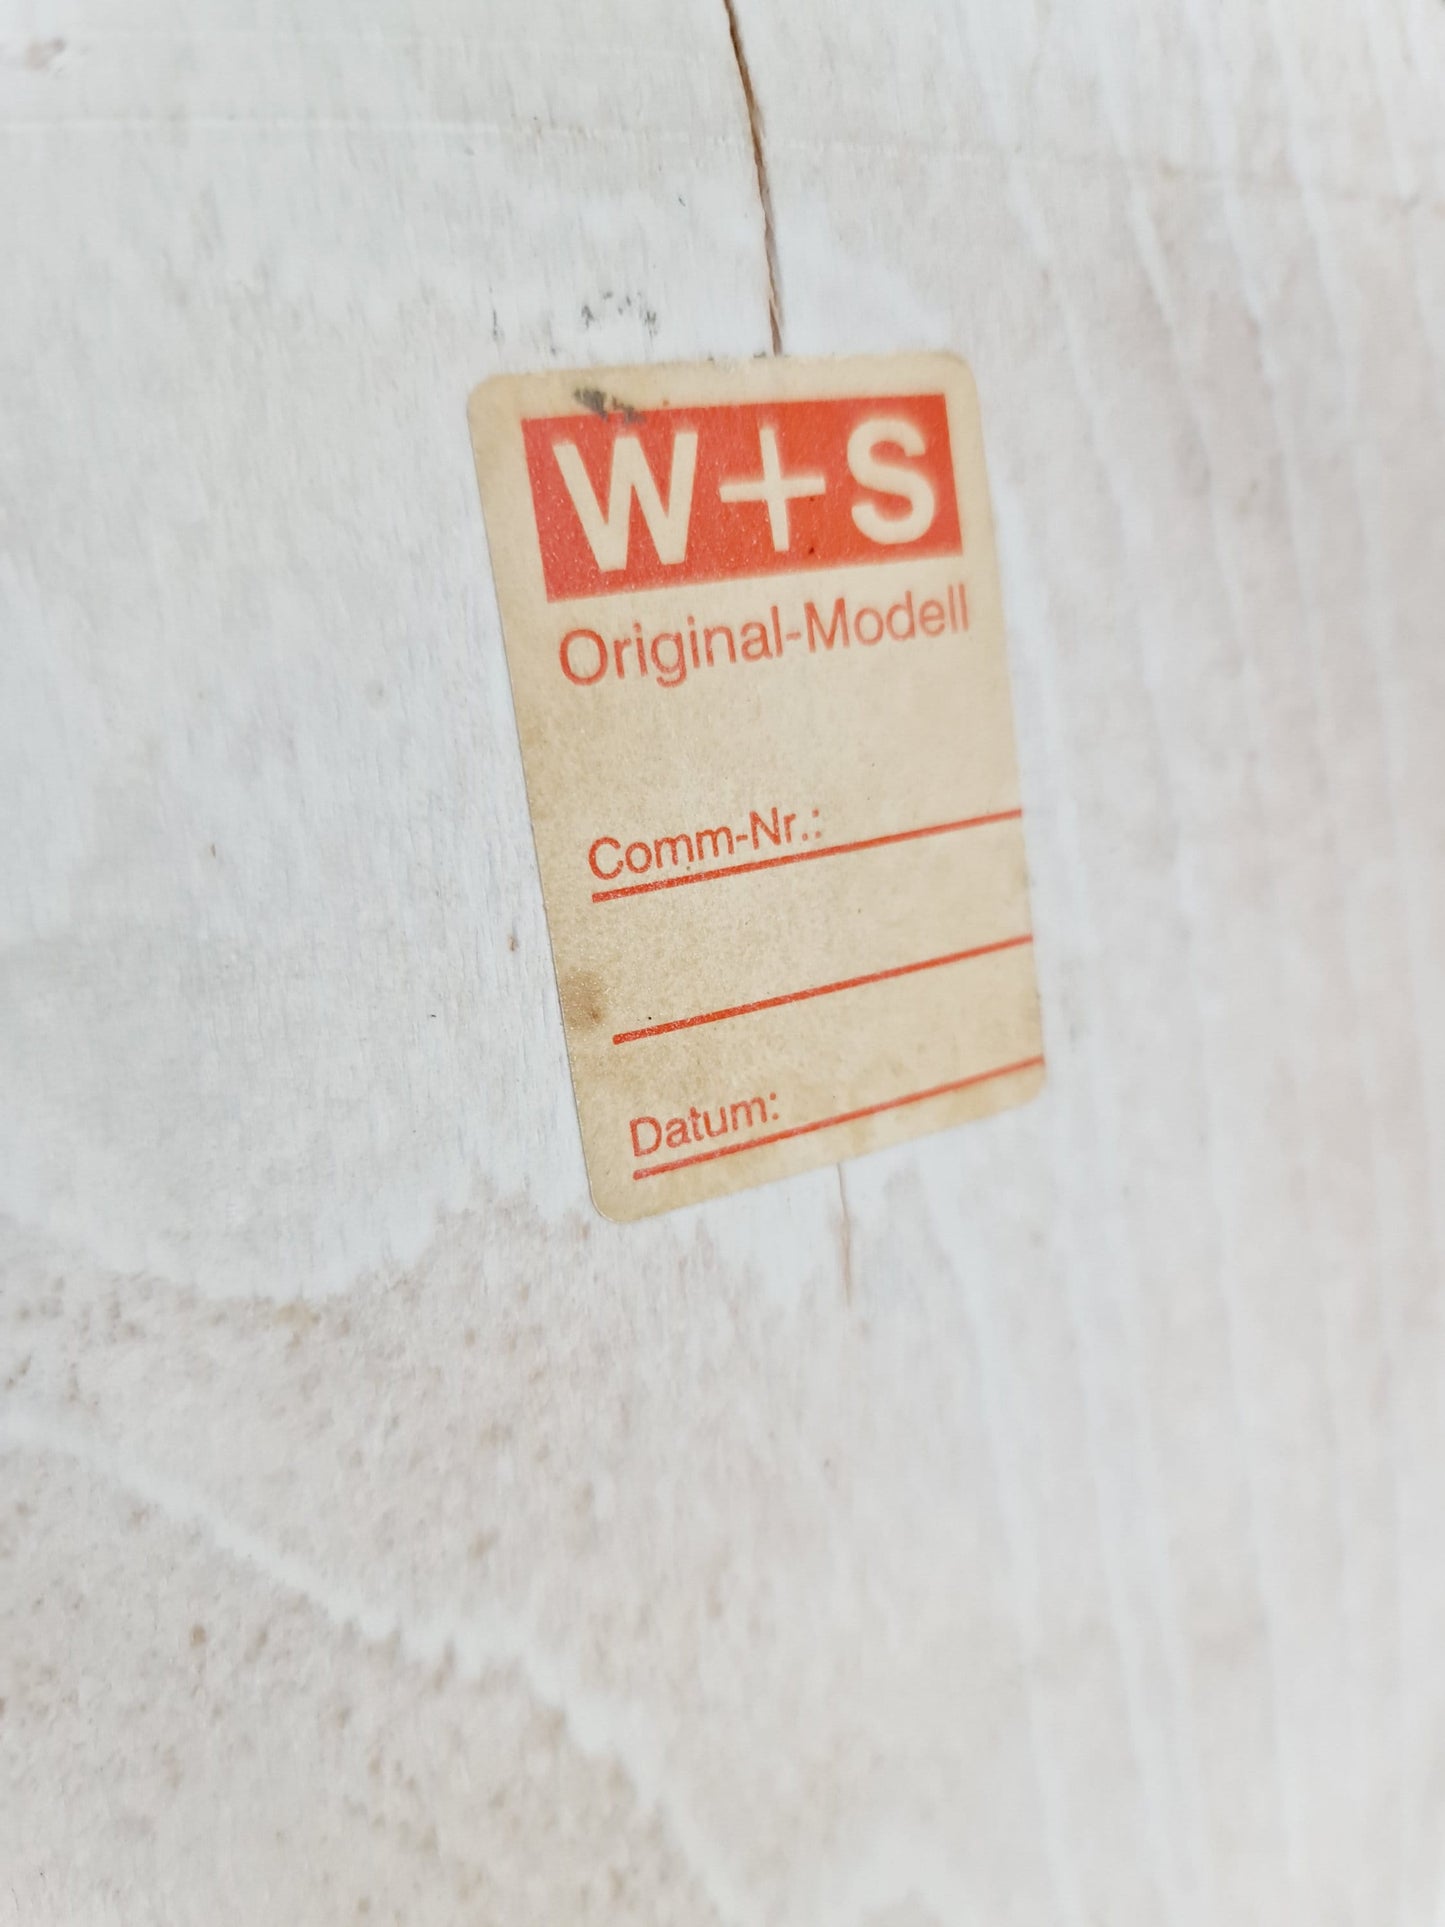 W+S
Original-Modell
Comm-Nr.:
Datum: